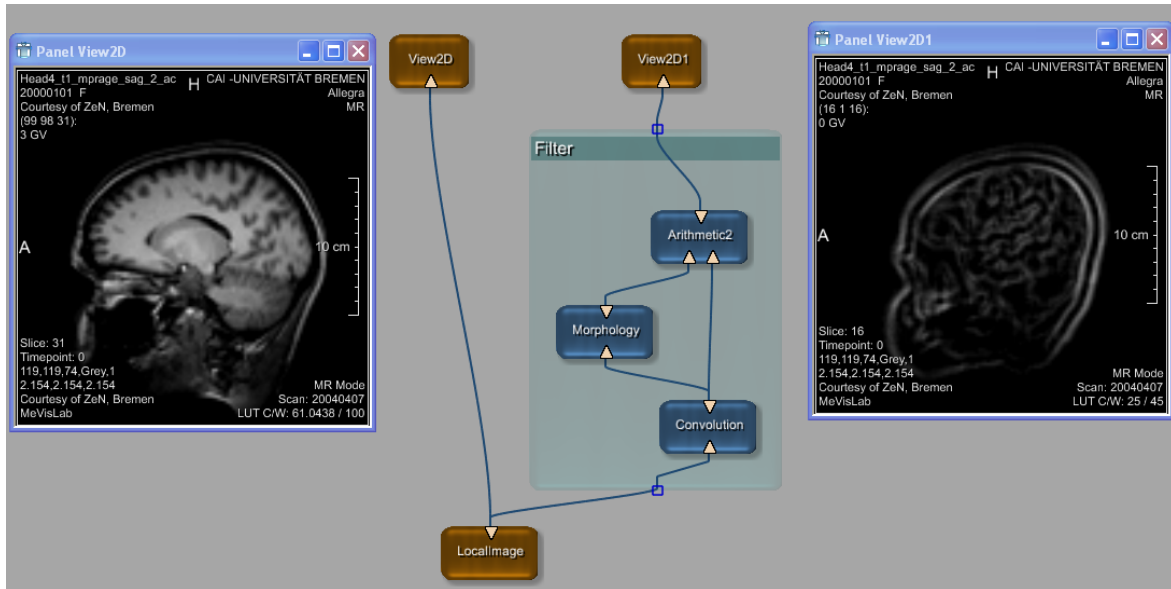 Panel View2D
Head4_t1_mprage_sag_2_ac H CAI -UNIVERSITÄT BREMEN
20000101 F Allegra
Courtesy of ZeN, Bremen MR
(99 98 31):
3 GV
A
10 cm
Slice: 31
Timepoint: 0
119,119,74,Grey,1
2.154,2.154,2.154 MR Mode
Courtesy of ZeN, Bremen Scan: 20040407
MeVisLab LUT C/W: 61.0438 / 100
View2D
View2D1
Filter
Arithmetic2
Morphology
Convolution
LocalImage
Panel View2D1
Head4_t1_mprage_sag_2_ac H CAI -UNIVERSITÄT BREMEN
20000101 F Allegra
Courtesy of ZeN, Bremen MR
(16 1 16):
0 GV
A
10 cm
Slice: 16
Timepoint: 0
119,119,74,Grey,1
2.154,2.154,2.154 MR Mode
Courtesy of ZeN, Bremen Scan: 20040407
MeVisLab LUT C/W: 25 / 45